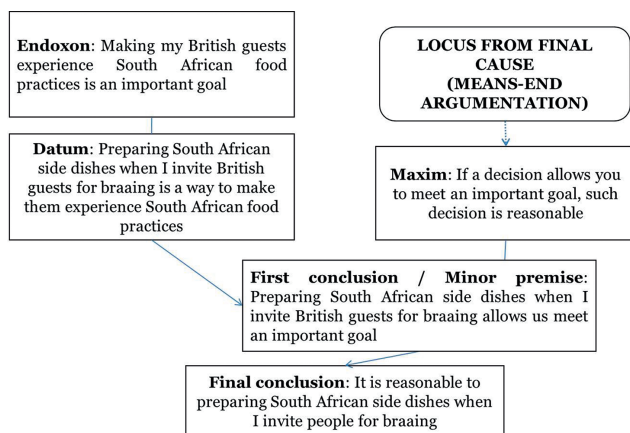 Endoxon: Making my British guests
experience South African food
practices is an important goal
LOCUS FROM FINAL
CAUSE
(MEANS-END
ARGUMENTATION)
Datum: Preparing South African
side dishes when I invite British
guests for braaing is a way to make
them experience South African food
practices
Maxim: If a decision allows you
to meet an important goal, such
decision is reasonable
First conclusion / Minor premise:
Preparing South African side dishes when I
invite British guests for braaing allows us meet
an important goal
Final conclusion: It is reasonable to
preparing South African side dishes when
I invite people for braaing